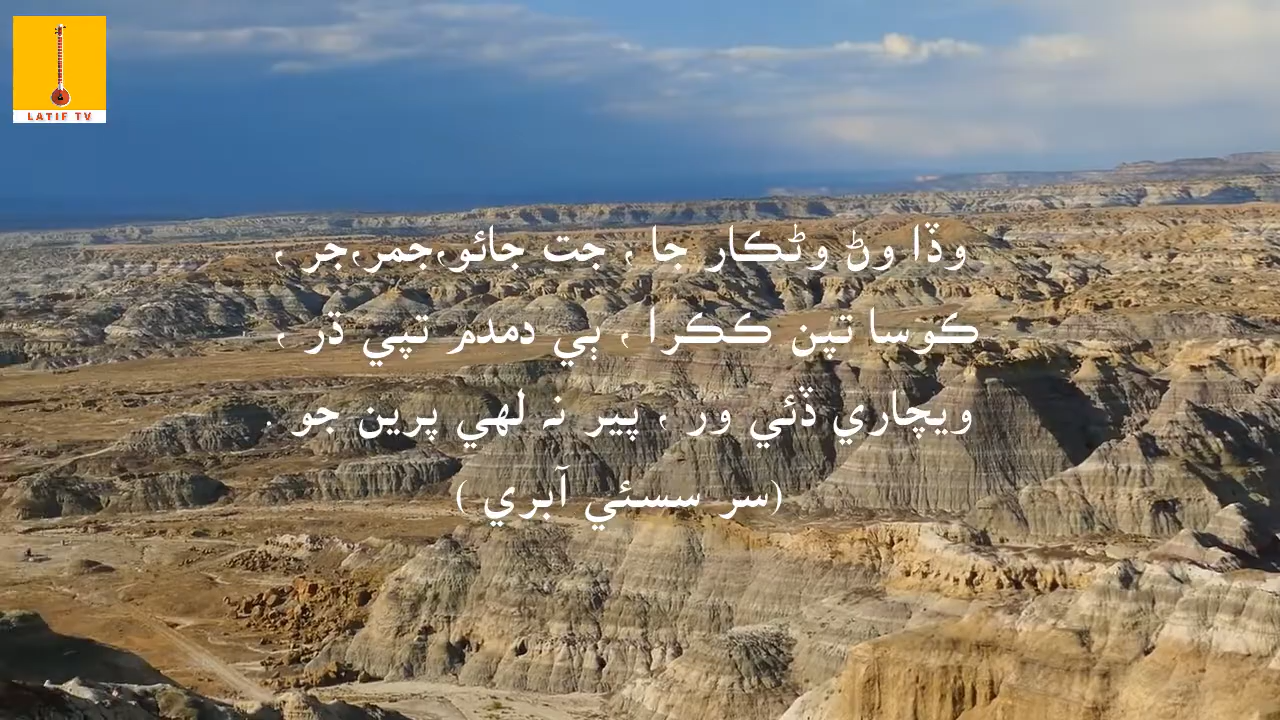 LATIF TV
وڏا وڻ وڻڪار جا ، جت جائو،جمر،جر ،
ڪوسا تپن ڪڪرا ، ٻي دمدم تپي ڌر ،
ويچاري ڏئي ور ، پير نہ لهي پرين جو .
(سر سسئي آبري )